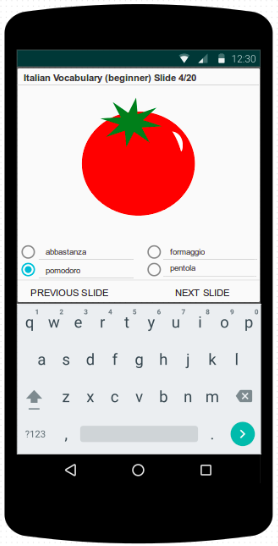 12.30
Italian Vocabulary (beginner) Slide 4/20
abbastanza formaggio
pomodoro pentola
PREVIOUS SLIDE NEXT SLIDE
1 2 3 4 5 6 7 8 9 0
q w e r t y u i o p
a s d f g h j k l
z x c v b n m
?123 , .